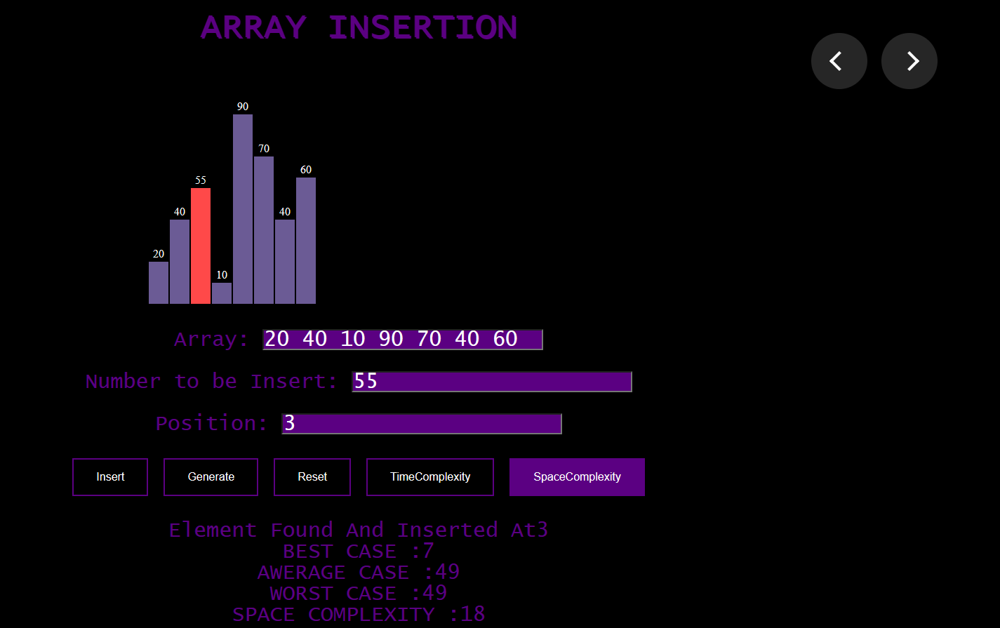 ARRAY INSERTION
90
70
60
55
40
40
20
10
Array: 20 40 10 90 70 40 60
Number to be Insert: 55
Position: 3
Insert Generate Reset TimeComplexity SpaceComplexity
Element Found And Inserted At3
BEST CASE :7
AWERAGE CASE :49
WORST CASE :49
SPACE COMPLEXITY :18